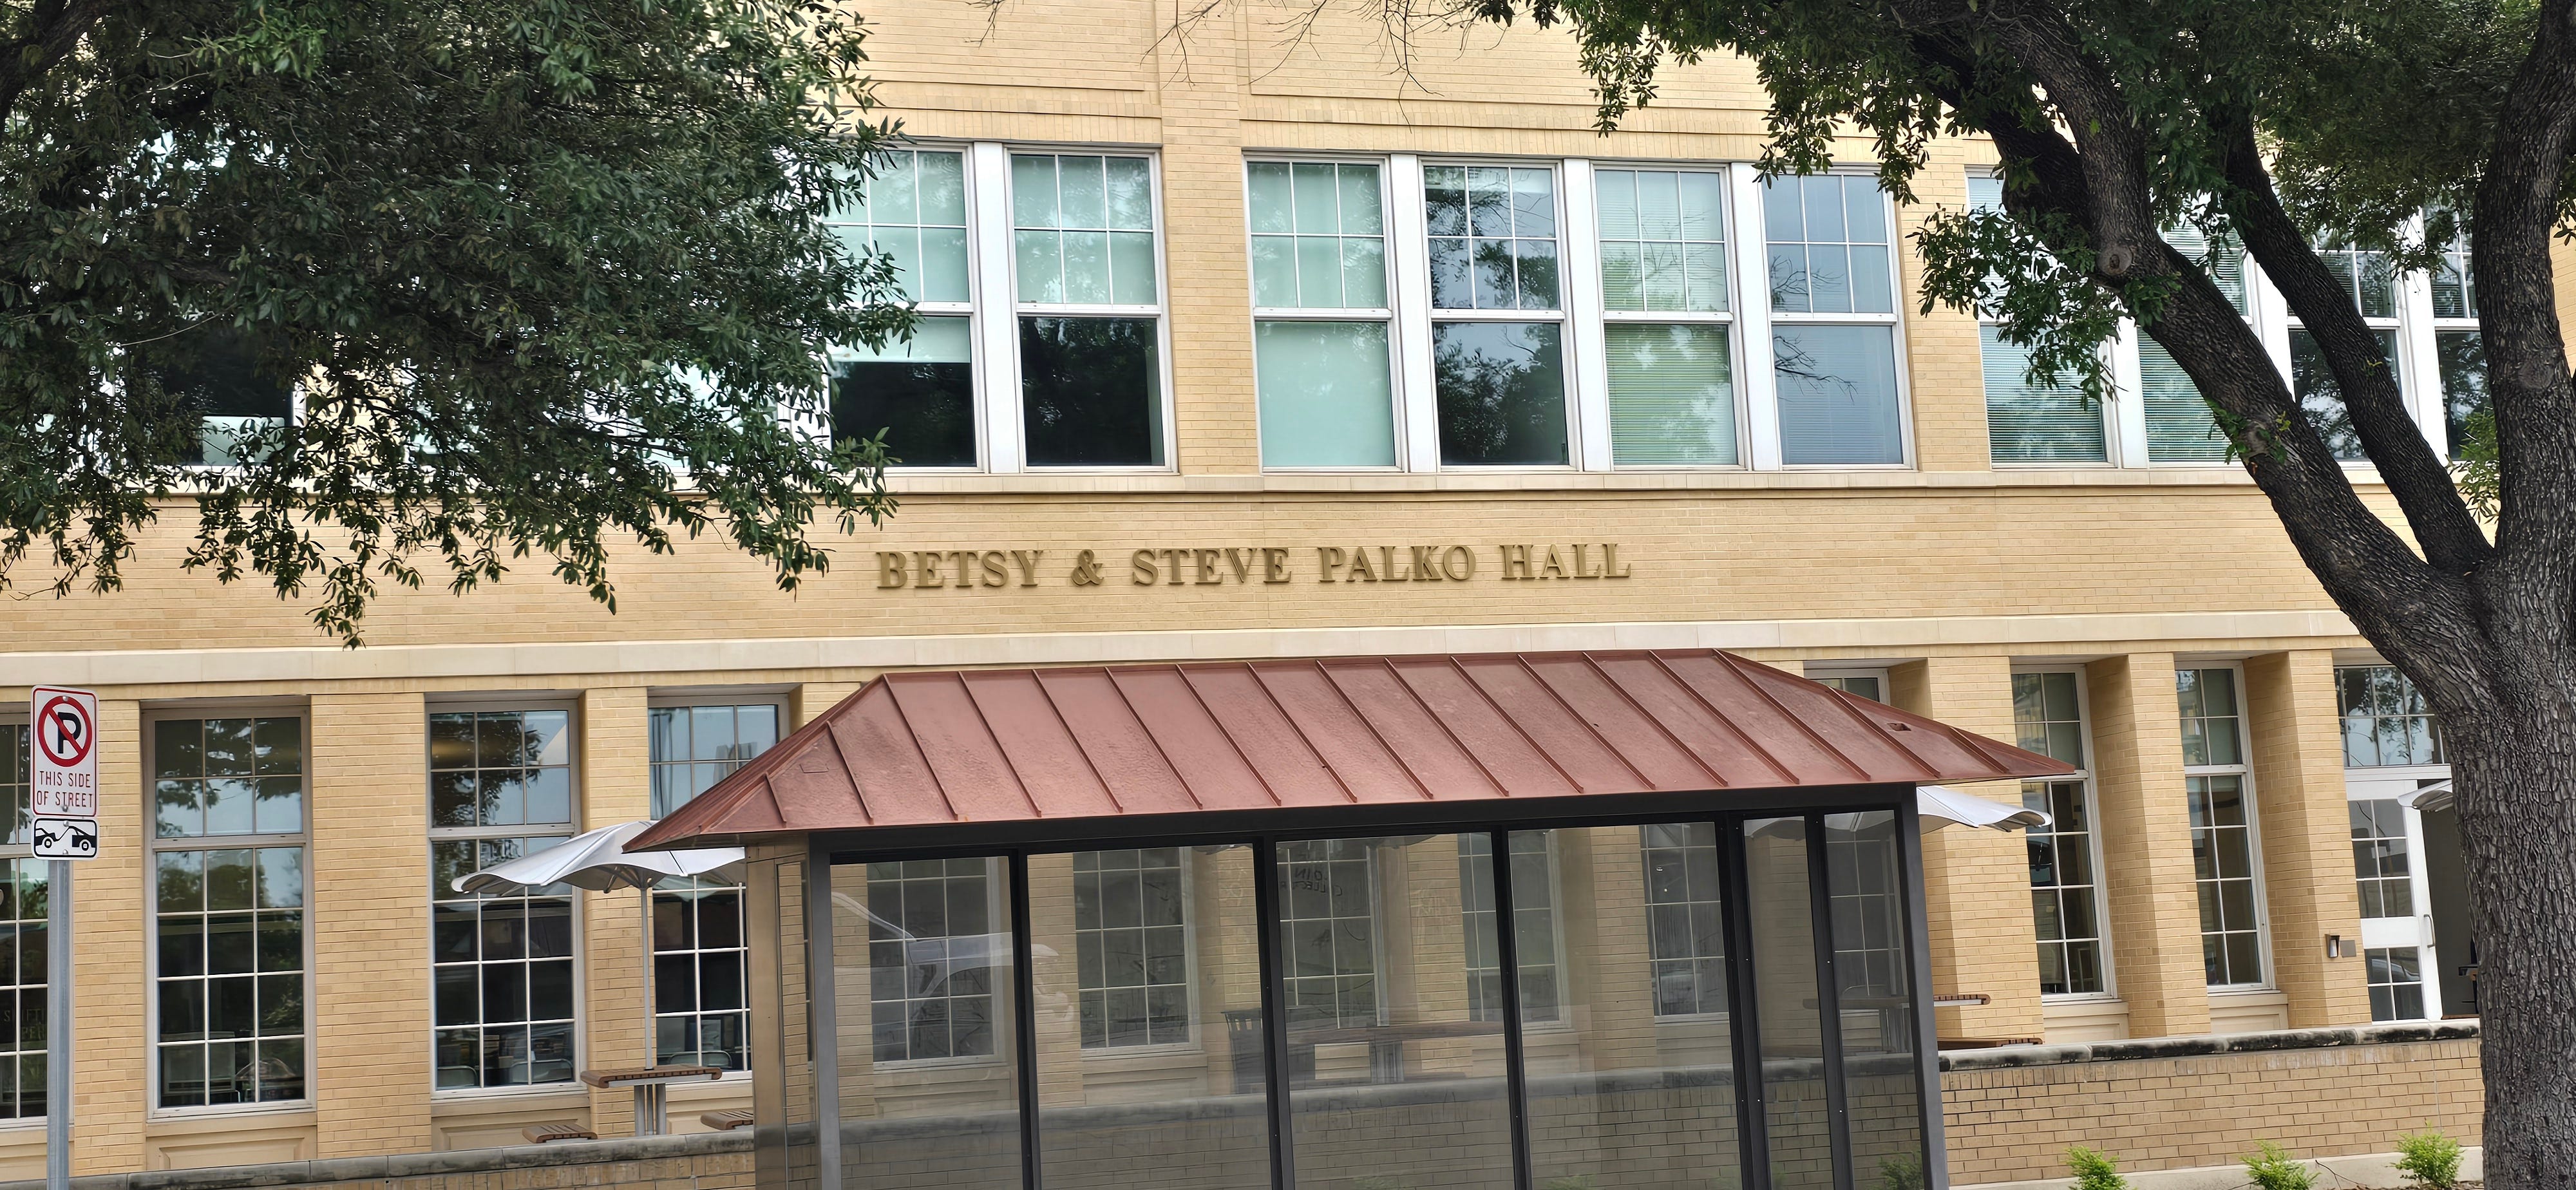 BETSY & STEVE PALKO HALL
P
THIS SIDE
OF STREET